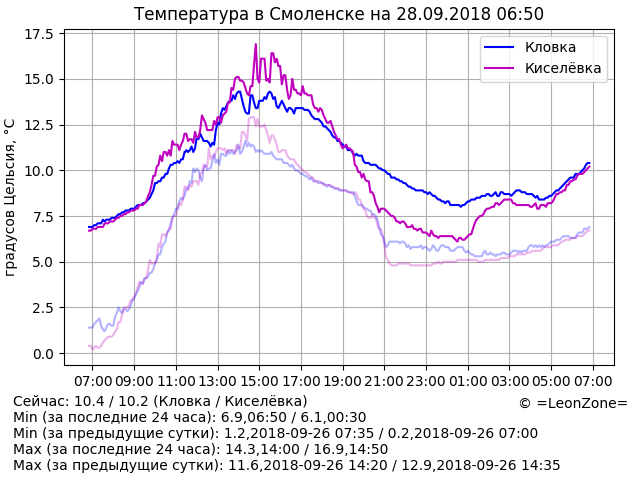 Температура в Смоленске на 28.09.2018 06:50
градусов Цельсия, °C
17.5
15.0
12.5
10.0
7.5
5.0
2.5
0.0
Кловка
Киселёвка
07:00 09:00 11:00 13:00 15:00 17:00 19:00 21:00 23:00 01:00 03:00 05:00 07:00
Сейчас: 10.4 / 10.2 (Кловка / Киселёвка)
© =LeonZone=
Min (за последние 24 часа): 6.9,06:50 / 6.1,00:30
Min (за предыдущие сутки): 1.2,2018-09-26 07:35 / 0.2,2018-09-26 07:00
Max (за последние 24 часа): 14.3,14:00 / 16.9,14:50
Max (за предыдущие сутки): 11.6,2018-09-26 14:20 / 12.9,2018-09-26 14:35